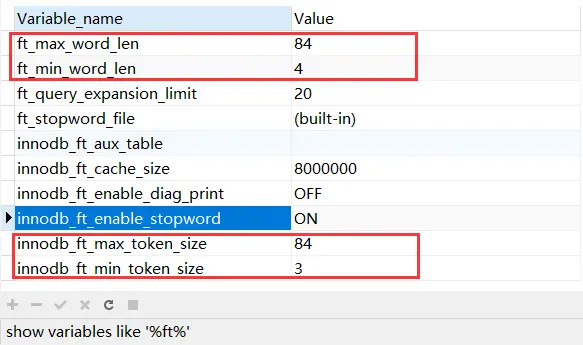 Variable_name Value
ft_max_word_len 84
ft_min_word_len 4
ft_query_expansion_limit 20
ft_stopword_file (built-in)
innodb_ft_aux_table
innodb_ft_cache_size 8000000
innodb_ft_enable_diag_print OFF
innodb_ft_enable_stopword ON
innodb_ft_max_token_size 84
innodb_ft_min_token_size 3
show variables like '%ft%'